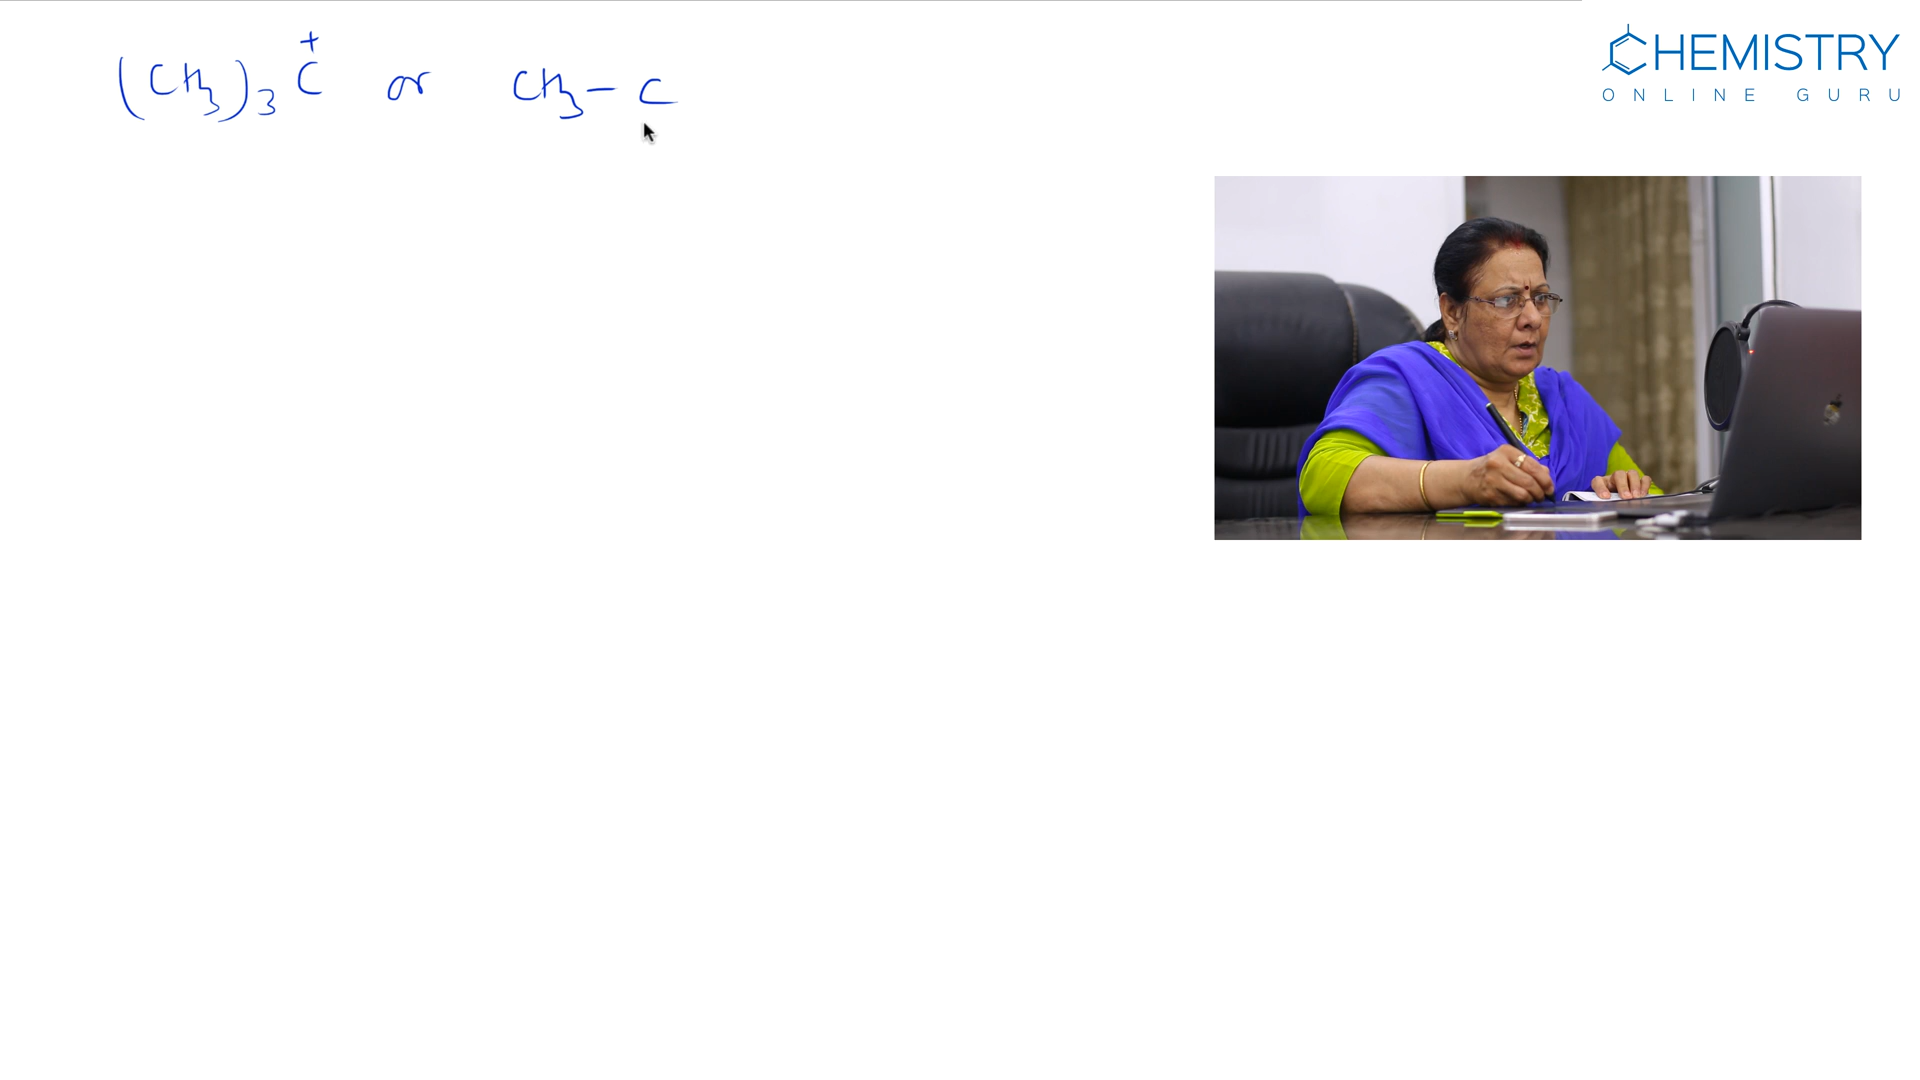 (CH3)3 C+ or CH3 – C
CHEMISTRY
ONLINE GURU